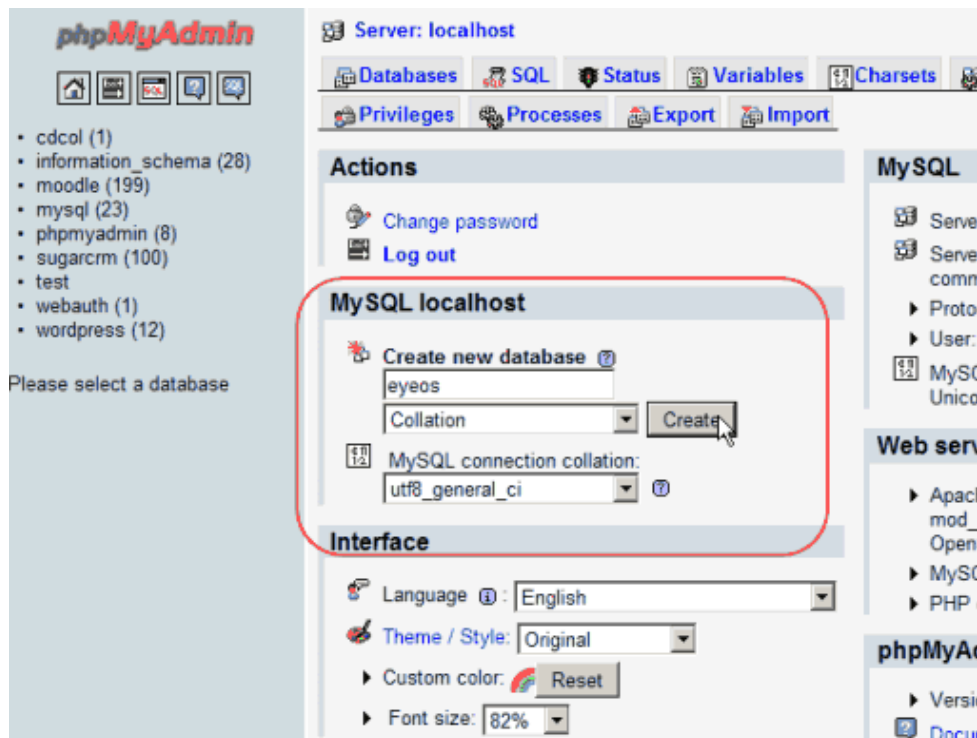 phpMyAdmin
SQL
• cdcol (1)
• information_schema (28)
• moodle (199)
• mysql (23)
• phpmyadmin (8)
• sugarcrm (100)
• test
• webauth (1)
• wordpress (12)
Please select a database
Server: localhost
Databases SQL Status Variables Charsets
Privileges Processes Export Import
Actions
Change password
Log out
MySQL localhost
Create new database
eyeos
Collation Create
MySQL connection collation:
utf8_general_ci
Interface
Language : English
Theme / Style: Original
Custom color: Reset
Font size: 82%
MySQL
User:
PHP